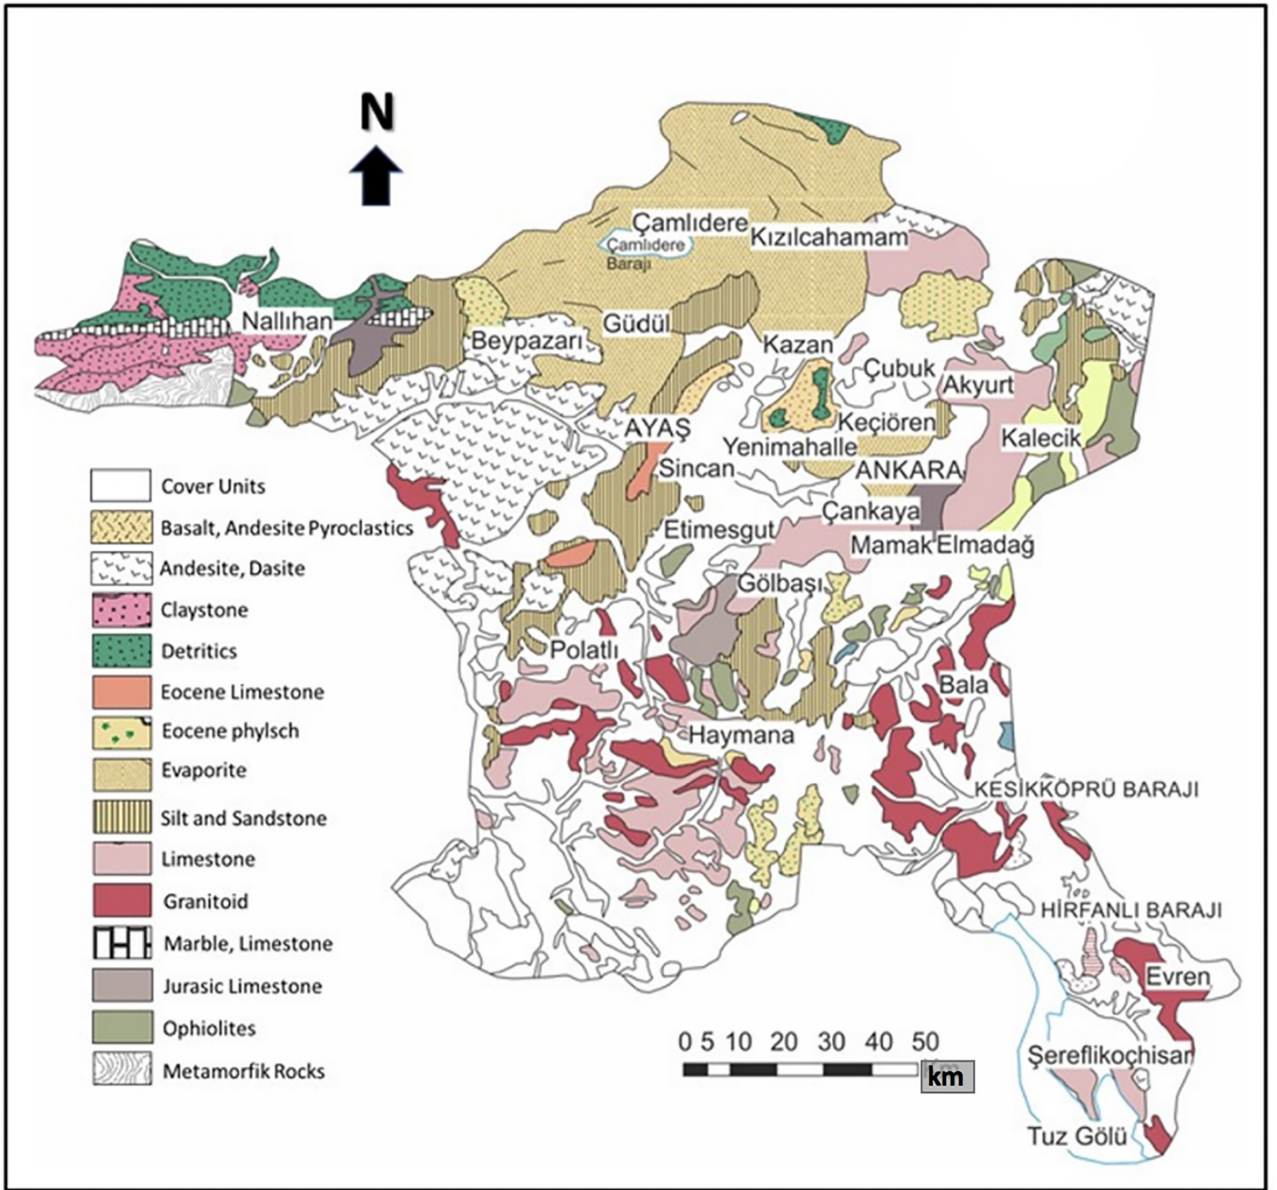 N
Çamlıdere
Çamlıdere
Barajı
Kızılcahamam
Nallıhan
Güdül
Beypazarı
Kazan
Çubuk
Akyurt
AYAŞ
Keçiören
Kalecik
Yenimahalle
Sincan
ANKARA
Çankaya
Etimesgut
Mamak
Elmadağ
Gölbaşı
Polatlı
Bala
Haymana
KESİKKÖPRÜ BARAJI
HİRFANLI BARAJI
Evren
Şereflikoçhisar
Tuz Gölü
Cover Units
Basalt, Andesite Pyroclastics
Andesite, Dasite
Claystone
Detritics
Eocene Limestone
Eocene phylsch
Evaporite
Silt and Sandstone
Limestone
Granitoid
Marble, Limestone
Jurasic Limestone
Ophiolites
Metamorfik Rocks
0 5 10 20 30 40 50
km